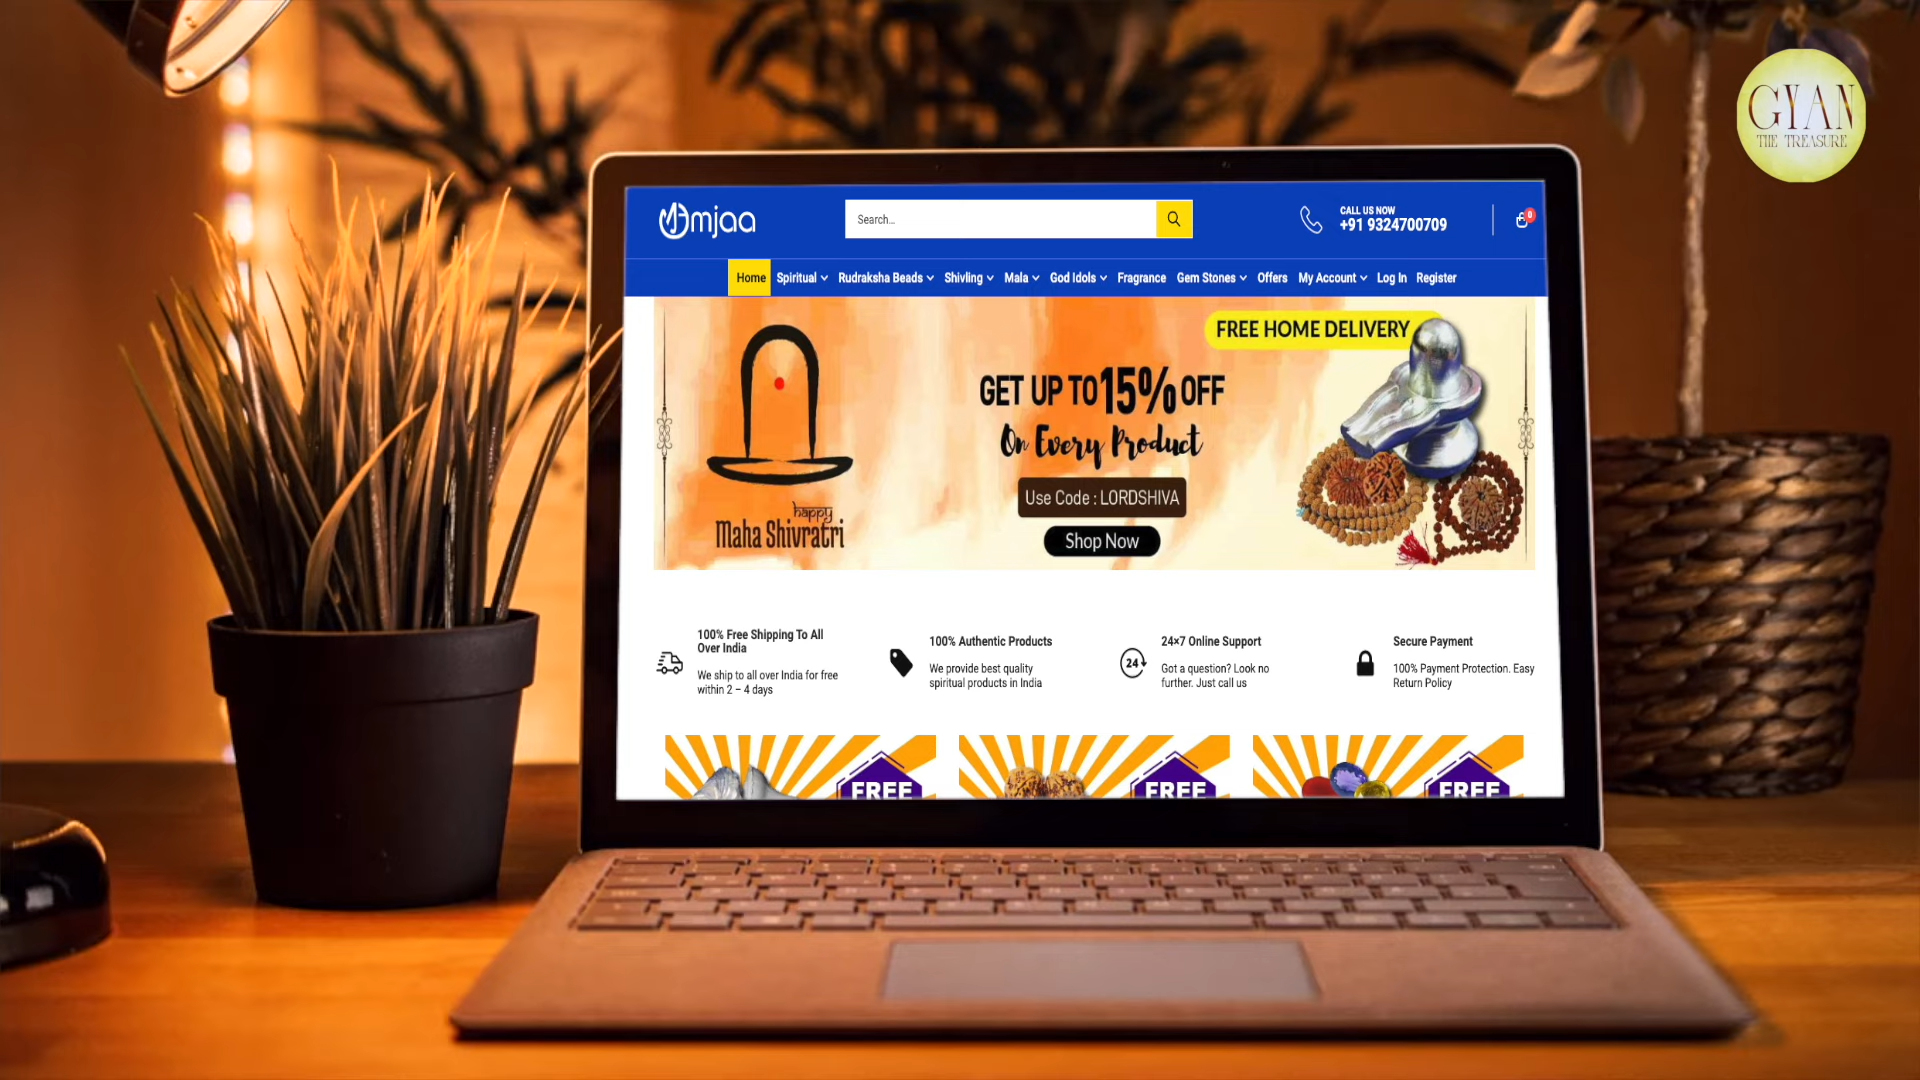 GYAN
THE TREASURE
ॐmjaa
Search...
CALL US NOW
+91 9324700709
0
Home Spiritual Rudraksha Beads Shivling Mala God Idols Fragrance Gem Stones Offers My Account Log In Register
FREE HOME DELIVERY
GET UP TO 15% OFF
On Every Product
Use Code : LORDSHIVA
Shop Now
happy
Maha Shivratri
100% Free Shipping To All
Over India
We ship to all over India for free
within 2 – 4 days
100% Authentic Products
We provide best quality
spiritual products in India
24
24×7 Online Support
Got a question? Look no
further. Just call us
Secure Payment
100% Payment Protection. Easy
Return Policy
FREE
FREE
FREE